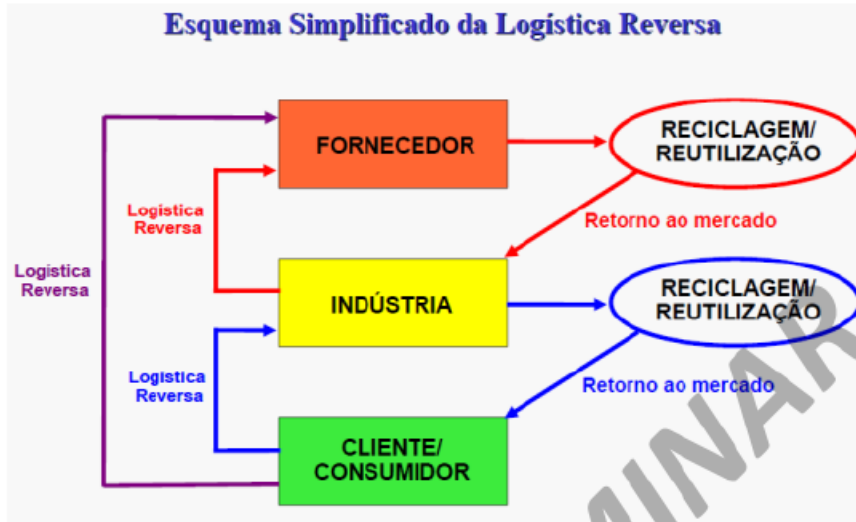 Esquema Simplificado da Logística Reversa
FORNECEDOR
RECICLAGEM/
REUTILIZAÇÃO
Logística
Reversa
Retorno ao mercado
Logística
Reversa
INDÚSTRIA
RECICLAGEM/
REUTILIZAÇÃO
Logística
Reversa
Retorno ao mercado
CLIENTE/
CONSUMIDOR
MINAR